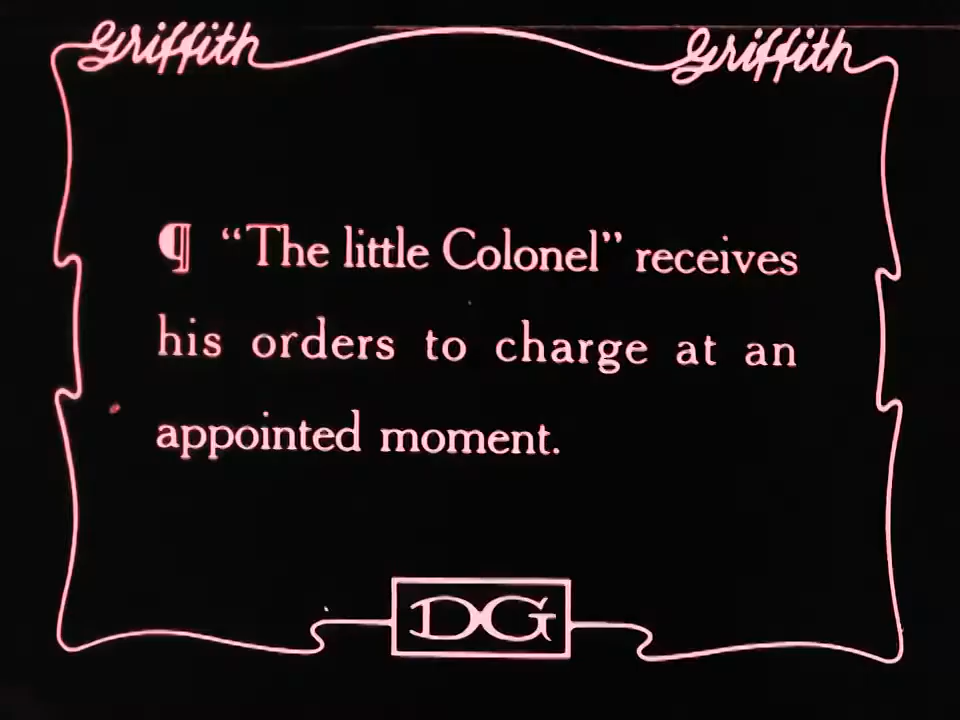 Griffith Griffith
¶ “The little Colonel” receives
his orders to charge at an
appointed moment.
DG